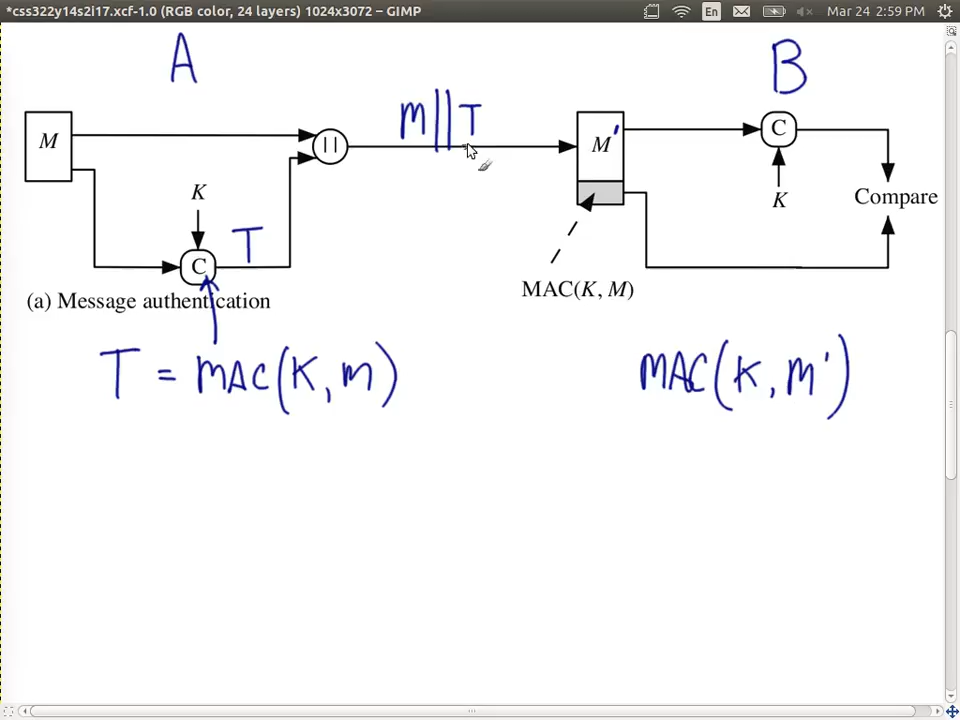 *css322y14s2i17.xcf-1.0 (RGB color, 24 layers) 1024x3072 – GIMP En Mar 24 2:59 PM
A B
M || m||T M' C
K K Compare
T
C MAC(K, M)
(a) Message authentication
T = MAC(K, m) MAC(K, M')